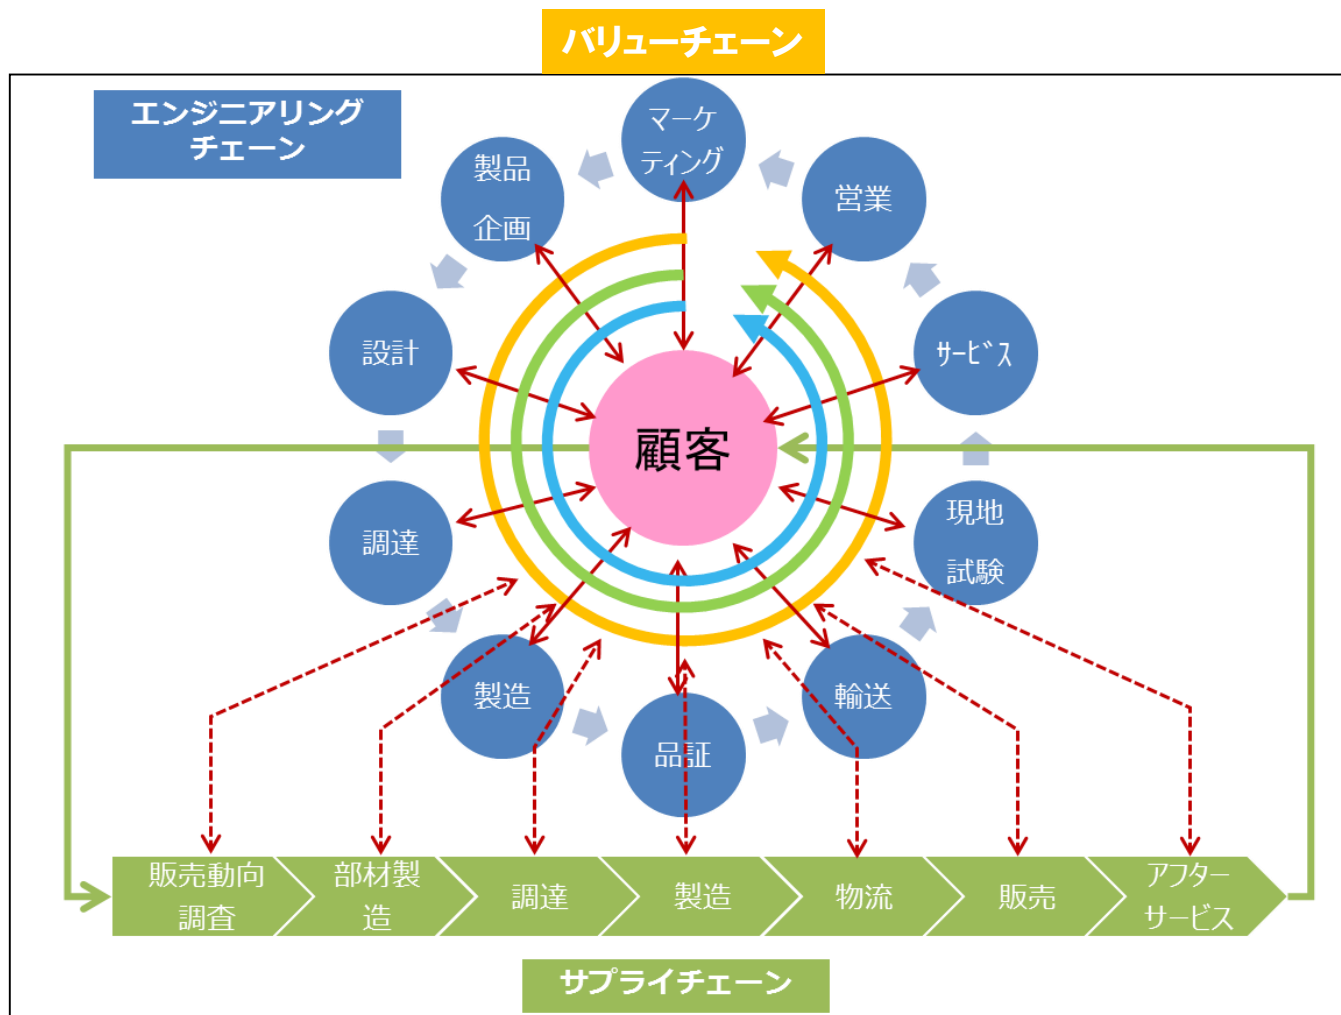 バリューチェーン
エンジニアリング
チェーン
マーケ
ティング
製品
企画
営業
設計
ｻｰﾋﾞｽ
顧客
調達
現地
試験
製造
品証
輸送
販売動向
調査
部材製
造
調達
製造
物流
販売
アフター
サービス
サプライチェーン